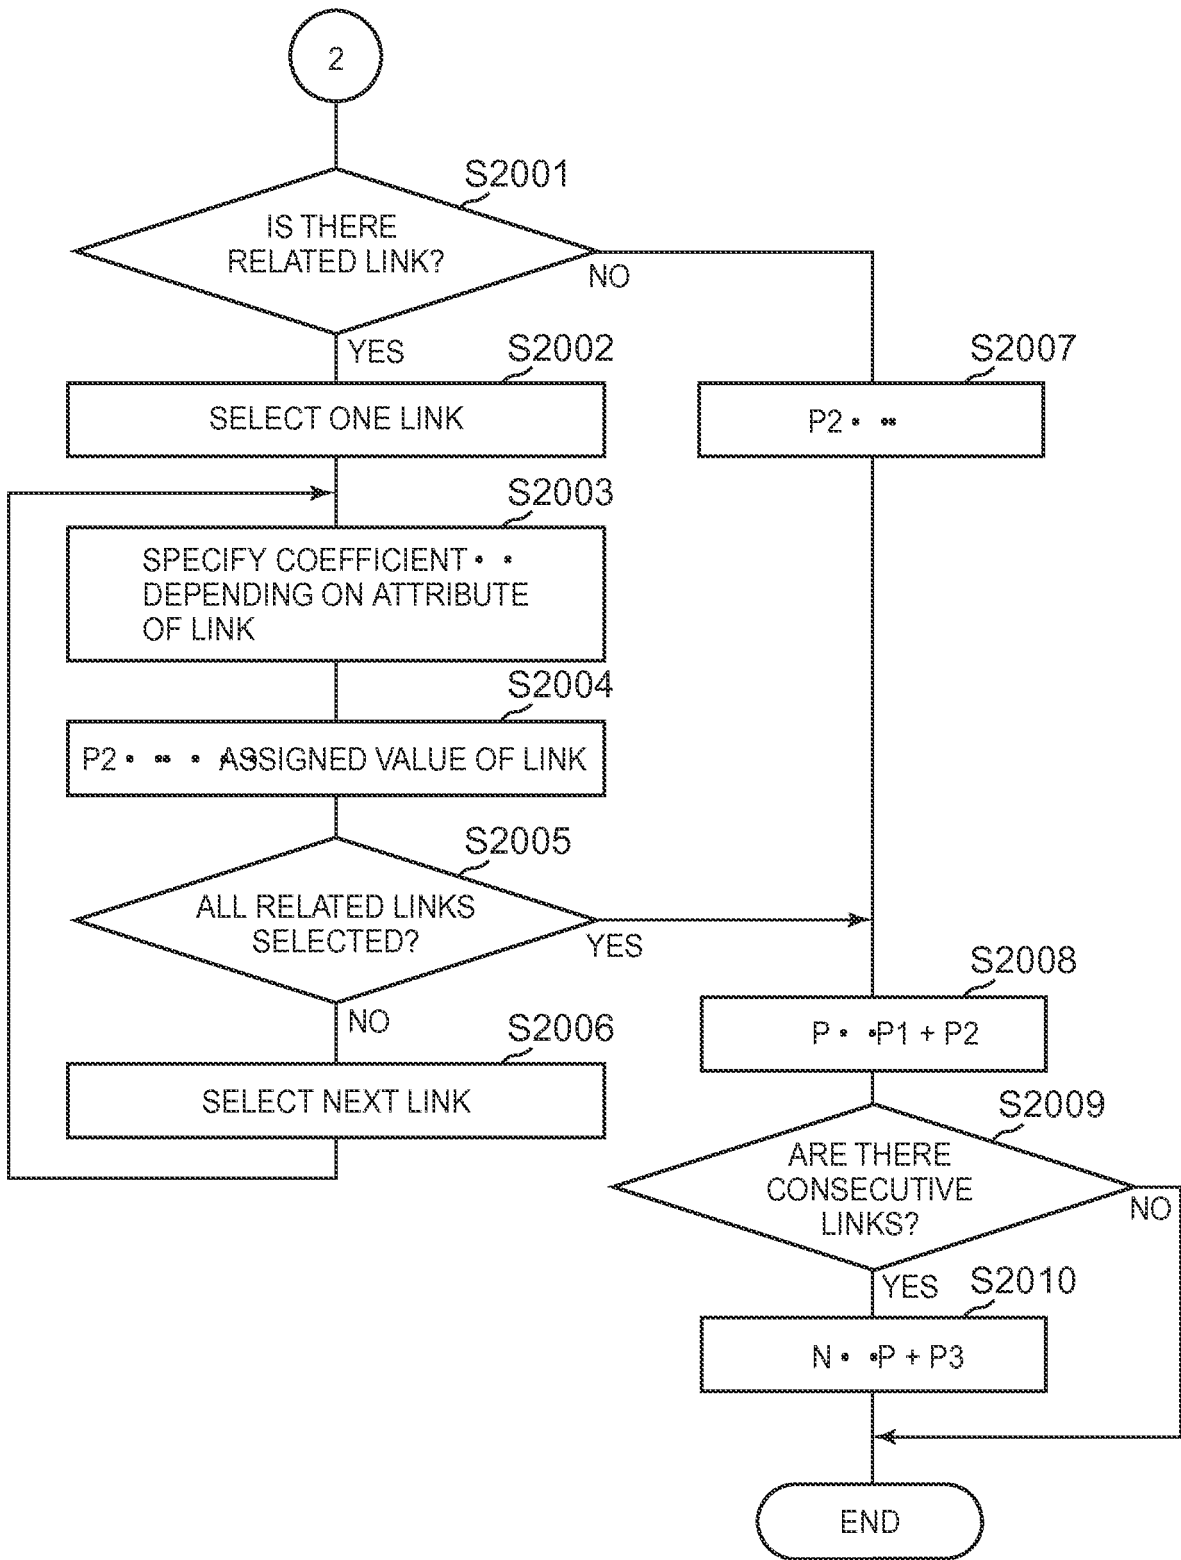 2
S2001
IS THERE
RELATED LINK?
NO
YES
S2002
SELECT ONE LINK
S2007
P2
S2003
SPECIFY COEFFICIENT
DEPENDING ON ATTRIBUTE
OF LINK
S2004
P2 ASSIGNED VALUE OF LINK
S2005
ALL RELATED LINKS
SELECTED?
YES
NO
S2006
SELECT NEXT LINK
S2008
P P1 + P2
S2009
ARE THERE
CONSECUTIVE
LINKS?
NO
YES
S2010
N P + P3
END